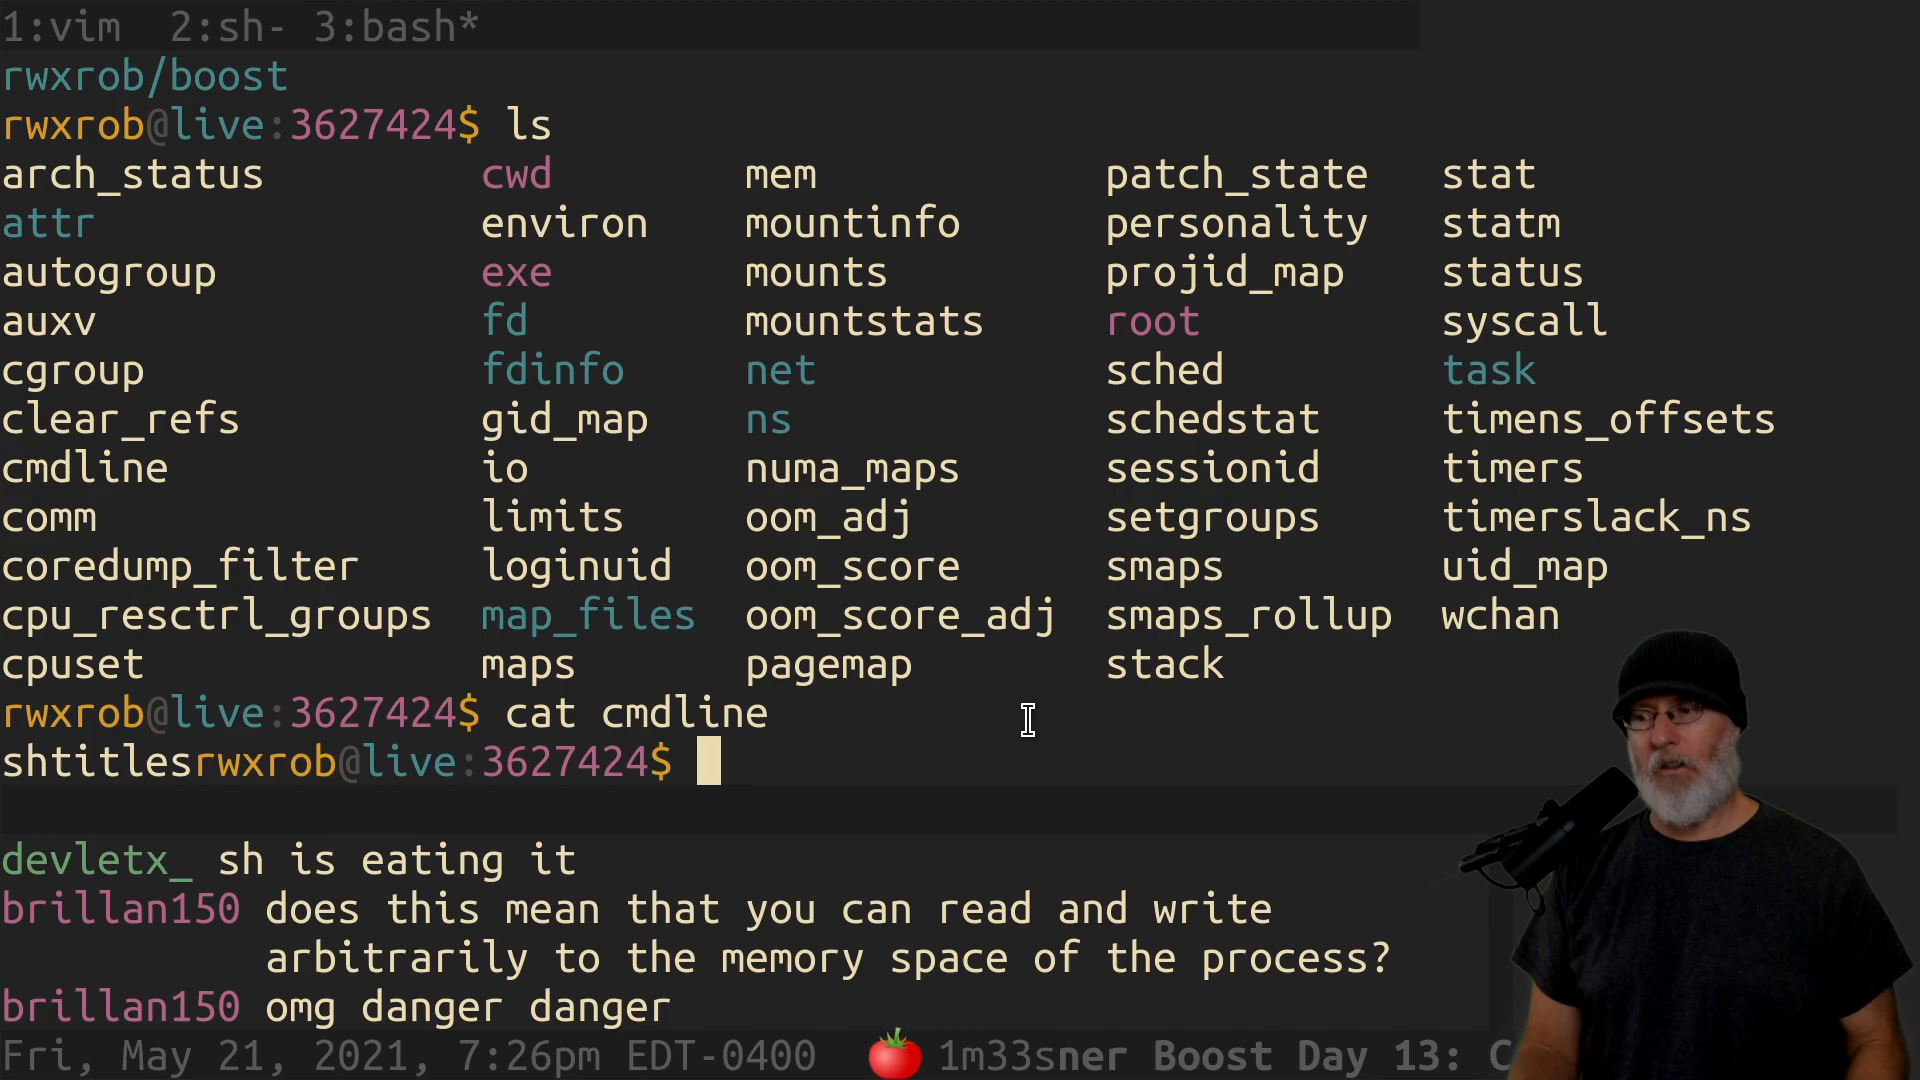 1:vim  2:sh- 3:bash*
rwxrob/boost
rwxrob@live:3627424$ ls
arch_status cwd mem patch_state stat
attr environ mountinfo personality statm
autogroup exe mounts projid_map status
auxv fd mountstats root syscall
cgroup fdinfo net sched task
clear_refs gid_map ns schedstat timens_offsets
cmdline io numa_maps sessionid timers
comm limits oom_adj setgroups timerslack_ns
coredump_filter loginuid oom_score smaps uid_map
cpu_resctrl_groups map_files oom_score_adj smaps_rollup wchan
cpuset maps pagemap stack
rwxrob@live:3627424$ cat cmdline
shtitlesrwxrob@live:3627424$
devletx_ sh is eating it
brillan150 does this mean that you can read and write
arbitrarily to the memory space of the process?
brillan150 omg danger danger
Fri, May 21, 2021, 7:26pm EDT-0400 🍅 1m33sner Boost Day 13: C